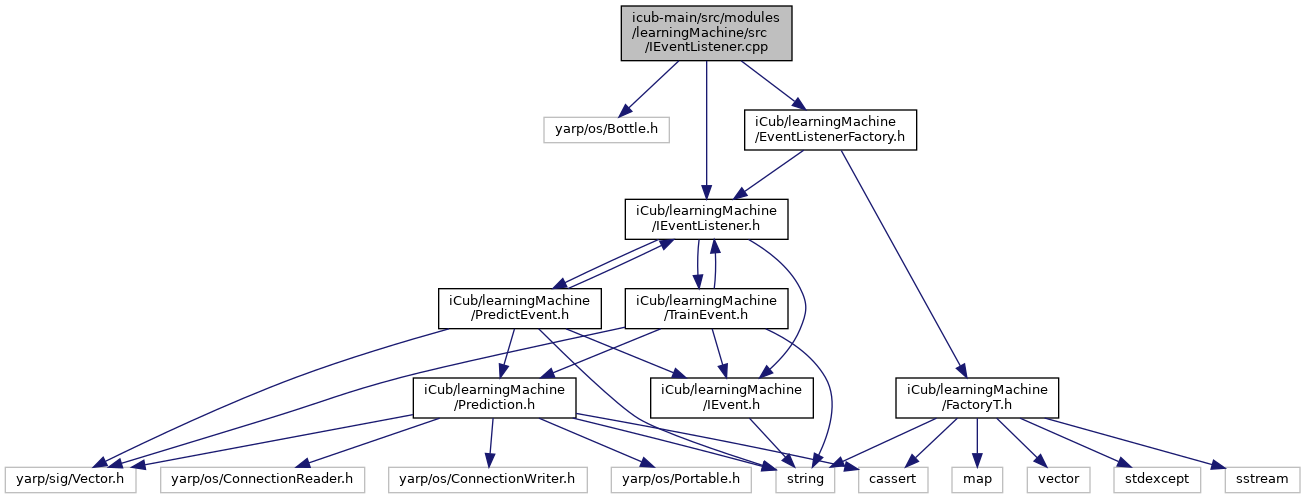 icub-main/src/modules
/learningMachine/src
/IEventListener.cpp
yarp/os/Bottle.h
iCub/learningMachine
/EventListenerFactory.h
iCub/learningMachine
/IEventListener.h
iCub/learningMachine
/PredictEvent.h
iCub/learningMachine
/TrainEvent.h
iCub/learningMachine
/Prediction.h
iCub/learningMachine
/IEvent.h
iCub/learningMachine
/FactoryT.h
yarp/sig/Vector.h
yarp/os/ConnectionReader.h
yarp/os/ConnectionWriter.h
yarp/os/Portable.h
string
cassert
map
vector
stdexcept
sstream